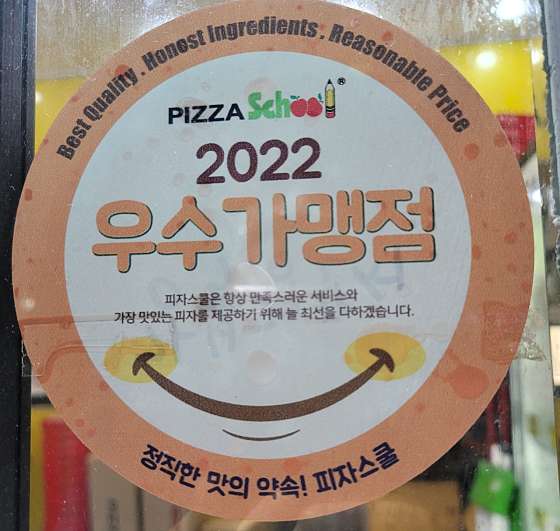 Best Quality . Honest Ingredients . Reasonable Price
PIZZA School®
2022
우수가맹점
피자스쿨은 항상 만족스러운 서비스와
가장 맛있는 피자를 제공하기 위해 늘 최선을 다하겠습니다.
정직한 맛의 약속! 피자스쿨